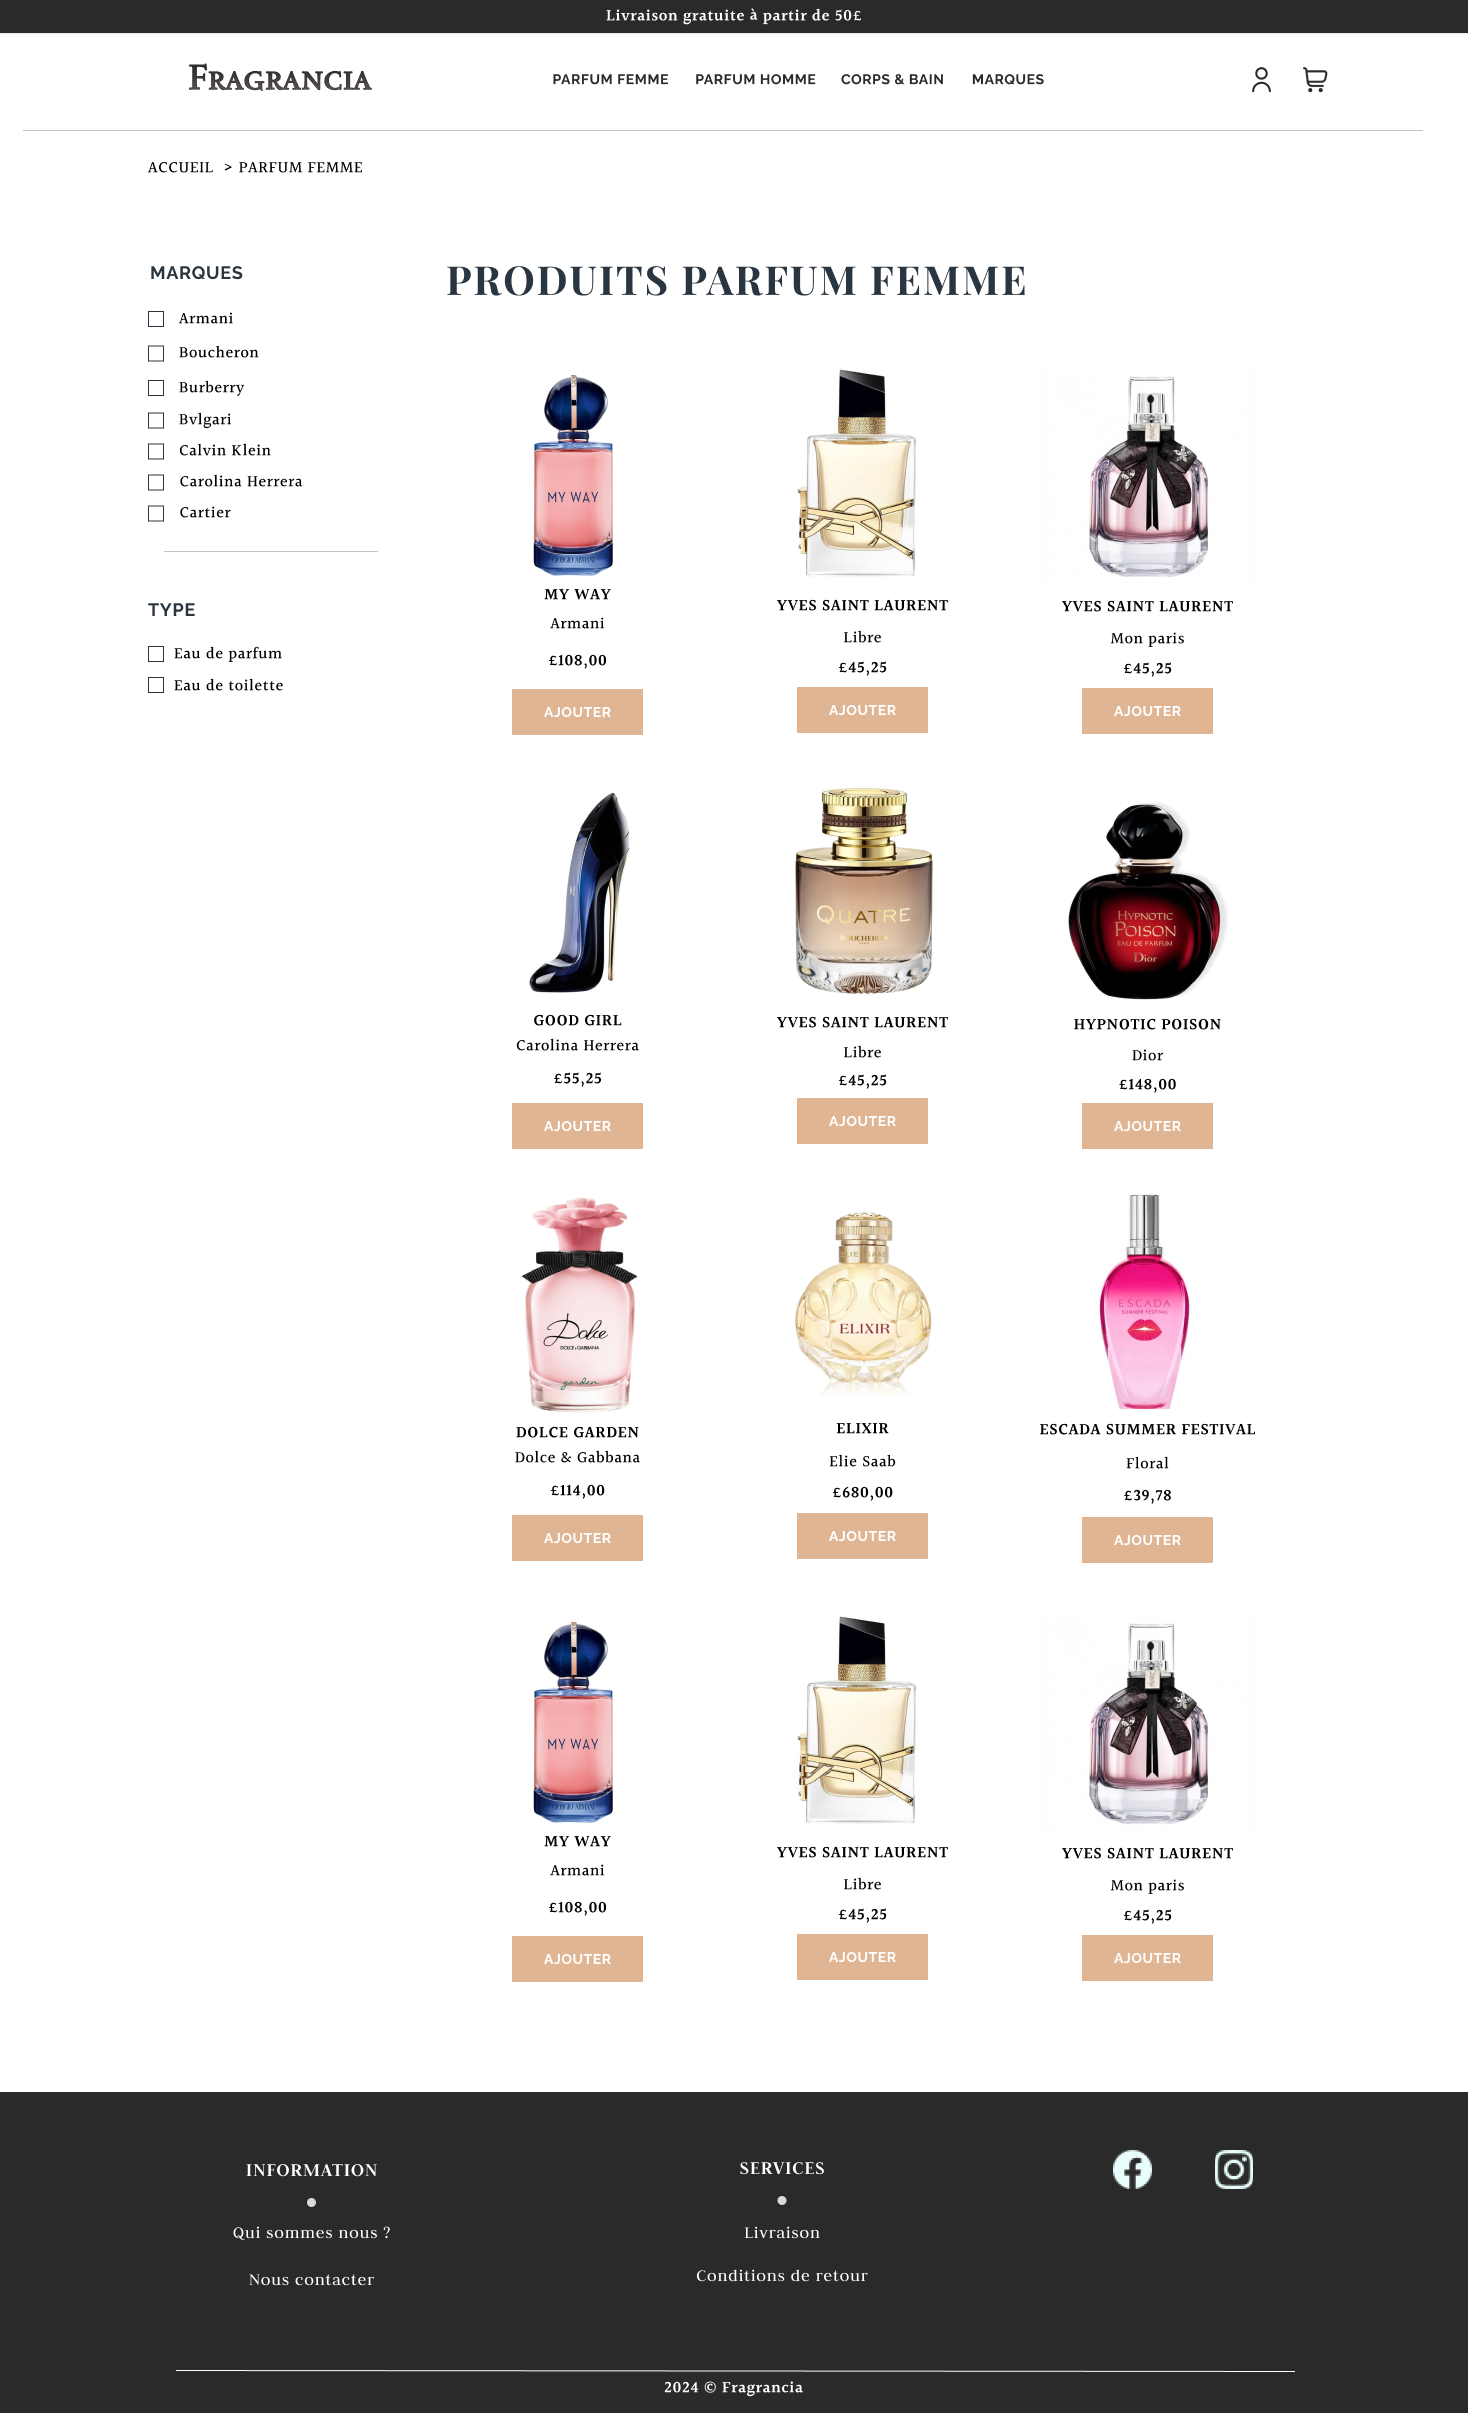 Livraison gratuite à partir de 50£
FRAGRANCIA
PARFUM FEMME PARFUM HOMME CORPS & BAIN MARQUES
ACCUEIL > PARFUM FEMME
MARQUES
Armani
Boucheron
Burberry
Bvlgari
Calvin Klein
Carolina Herrera
Cartier
TYPE
Eau de parfum
Eau de toilette
PRODUITS PARFUM FEMME
MY WAY
GIORGIO ARMANI
MY WAY
Armani
£108,00
AJOUTER
YVES SAINT LAURENT
Libre
£45,25
AJOUTER
YVES SAINT LAURENT
Mon paris
£45,25
AJOUTER
GOOD GIRL
Carolina Herrera
£55,25
AJOUTER
QUATRE
BOUCHERON
YVES SAINT LAURENT
Libre
£45,25
AJOUTER
HYPNOTIC
POISON
EAU DE PARFUM
Dior
HYPNOTIC POISON
Dior
£148,00
AJOUTER
Dolce
DOLCE & GABBANA
garden
DOLCE GARDEN
Dolce & Gabbana
£114,00
AJOUTER
ELIE SAAB
ELIXIR
ELIXIR
Elie Saab
£680,00
AJOUTER
ESCADA
SUMMER FESTIVAL
ESCADA SUMMER FESTIVAL
Floral
£39,78
AJOUTER
MY WAY
GIORGIO ARMANI
MY WAY
Armani
£108,00
AJOUTER
YVES SAINT LAURENT
Libre
£45,25
AJOUTER
YVES SAINT LAURENT
Mon paris
£45,25
AJOUTER
INFORMATION
Qui sommes nous ?
Nous contacter
SERVICES
Livraison
Conditions de retour
2024 © Fragrancia